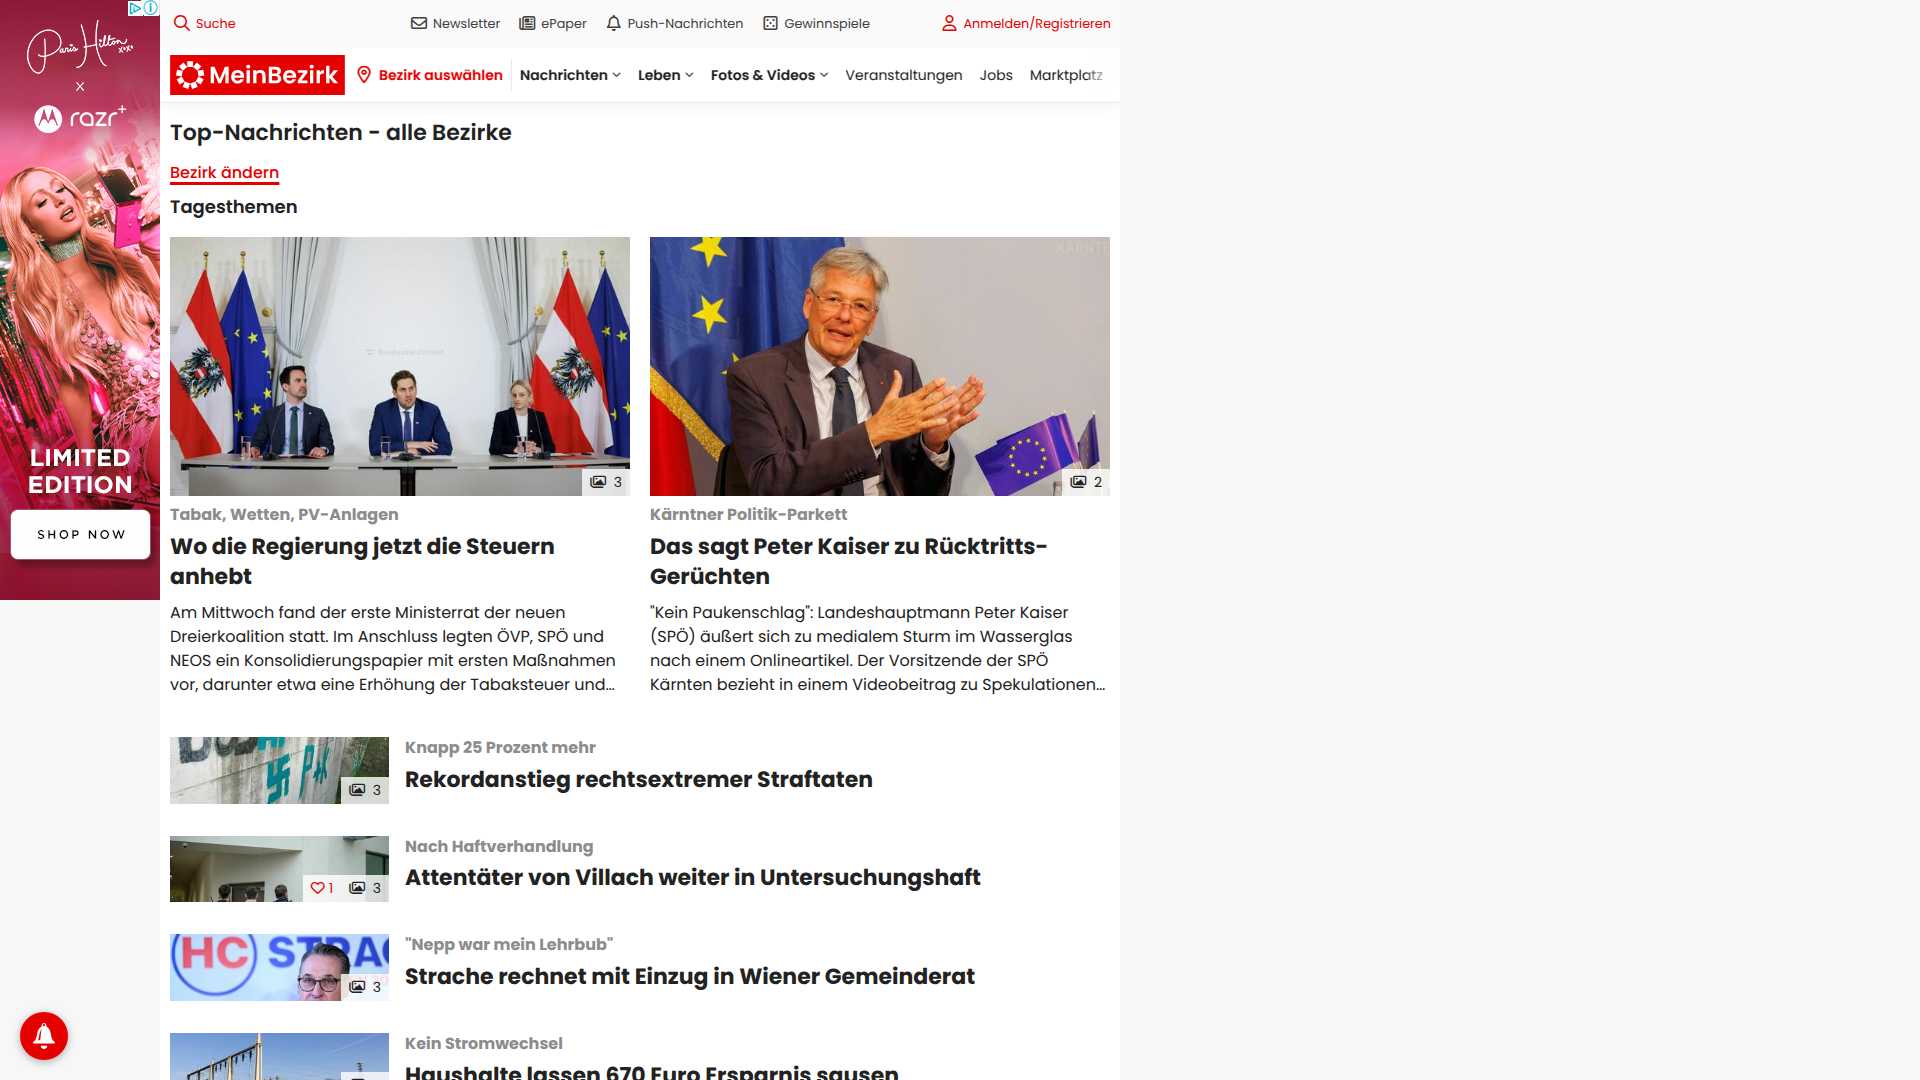 Paris Hilton
xoxo
x
razr+
LIMITED
EDITION
SHOP NOW
Suche
Newsletter
ePaper
Push-Nachrichten
Gewinnspiele
Anmelden/Registrieren
MeinBezirk
Bezirk auswählen
Nachrichten
Leben
Fotos & Videos
Veranstaltungen
Jobs
Marktplatz
Top-Nachrichten - alle Bezirke
Bezirk ändern
Tagesthemen
3
Tabak, Wetten, PV-Anlagen
Wo die Regierung jetzt die Steuern
anhebt
Am Mittwoch fand der erste Ministerrat der neuen
Dreierkoalition statt. Im Anschluss legten ÖVP, SPÖ und
NEOS ein Konsolidierungspapier mit ersten Maßnahmen
vor, darunter etwa eine Erhöhung der Tabaksteuer und...
2
Kärntner Politik-Parkett
Das sagt Peter Kaiser zu Rücktritts-
Gerüchten
"Kein Paukenschlag": Landeshauptmann Peter Kaiser
(SPÖ) äußert sich zu medialem Sturm im Wasserglas
nach einem Onlineartikel. Der Vorsitzende der SPÖ
Kärnten bezieht in einem Videobeitrag zu Spekulationen...
3
Knapp 25 Prozent mehr
Rekordanstieg rechtsextremer Straftaten
1 3
Nach Haftverhandlung
Attentäter von Villach weiter in Untersuchungshaft
HC STRAC
3
"Nepp war mein Lehrbub"
Strache rechnet mit Einzug in Wiener Gemeinderat
Kein Stromwechsel
Haushalte lassen 670 Euro Ersparnis sausen